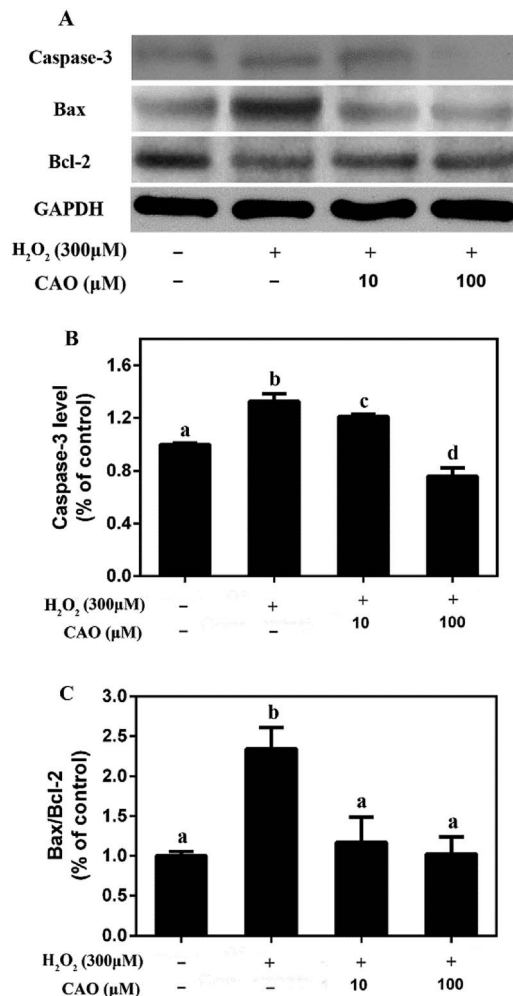 A
Caspase-3
Bax
Bcl-2
GAPDH
H₂O₂ (300μM) – + + +
CAO (μM) – – 10 100
B
Caspase-3 level
(% of control)
1.6
1.2
0.8
0.4
0.0
a b c d
H₂O₂ (300μM) – + + +
CAO (μM) – – 10 100
C
Bax/Bcl-2
(% of control)
3.0
2.5
2.0
1.5
1.0
0.5
0.0
a b a a
H₂O₂ (300μM) – + + +
CAO (μM) – – 10 100